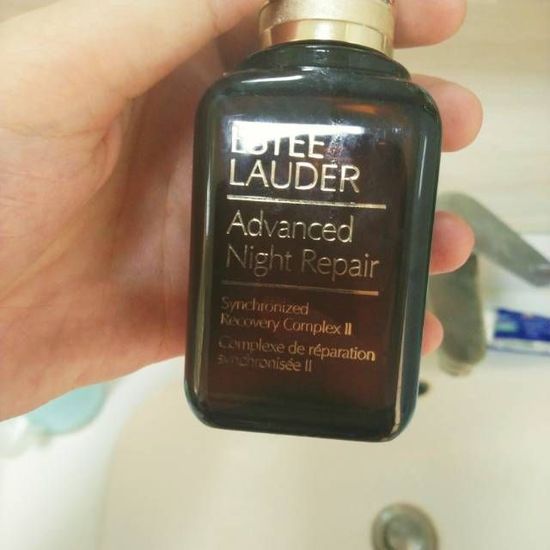 ESTEE
LAUDER
Advanced
Night Repair
Synchronized
Recovery Complex II
Complexe de réparation
synchronisée II